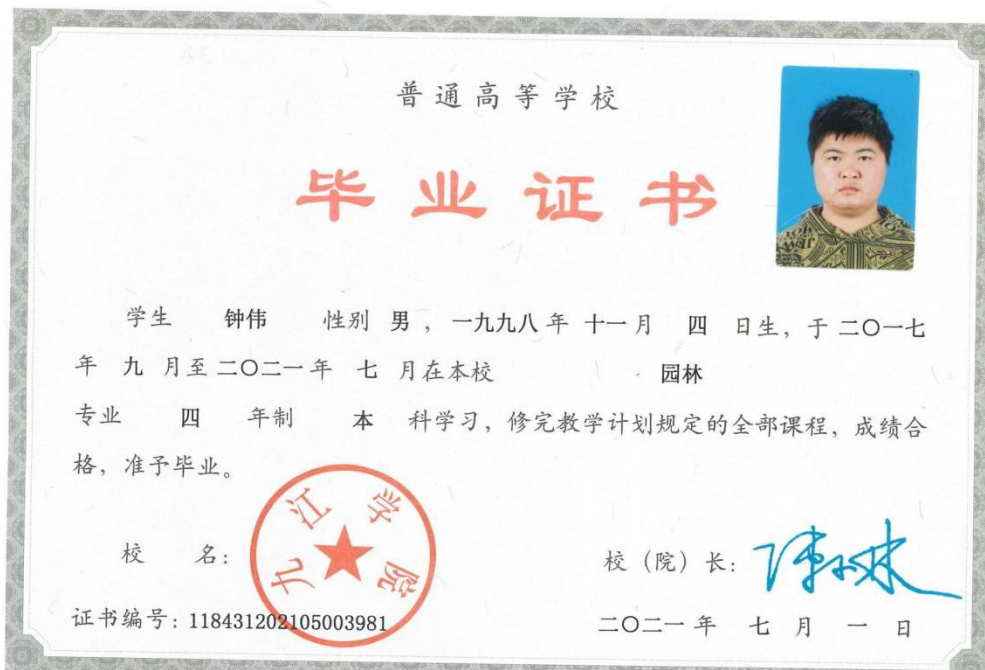 普通高等学校
毕业证书
学生 钟伟 性别 男，一九九八年 十一月 四 日生，于二〇一七
年 九 月至二〇二一年 七 月在本校 园林
专业 四 年制 本 科学习，修完教学计划规定的全部课程，成绩合
格，准予毕业。
校 名：
九江学院
校（院）长：
证书编号：118431202105003981
二〇二一年 七 月 一 日